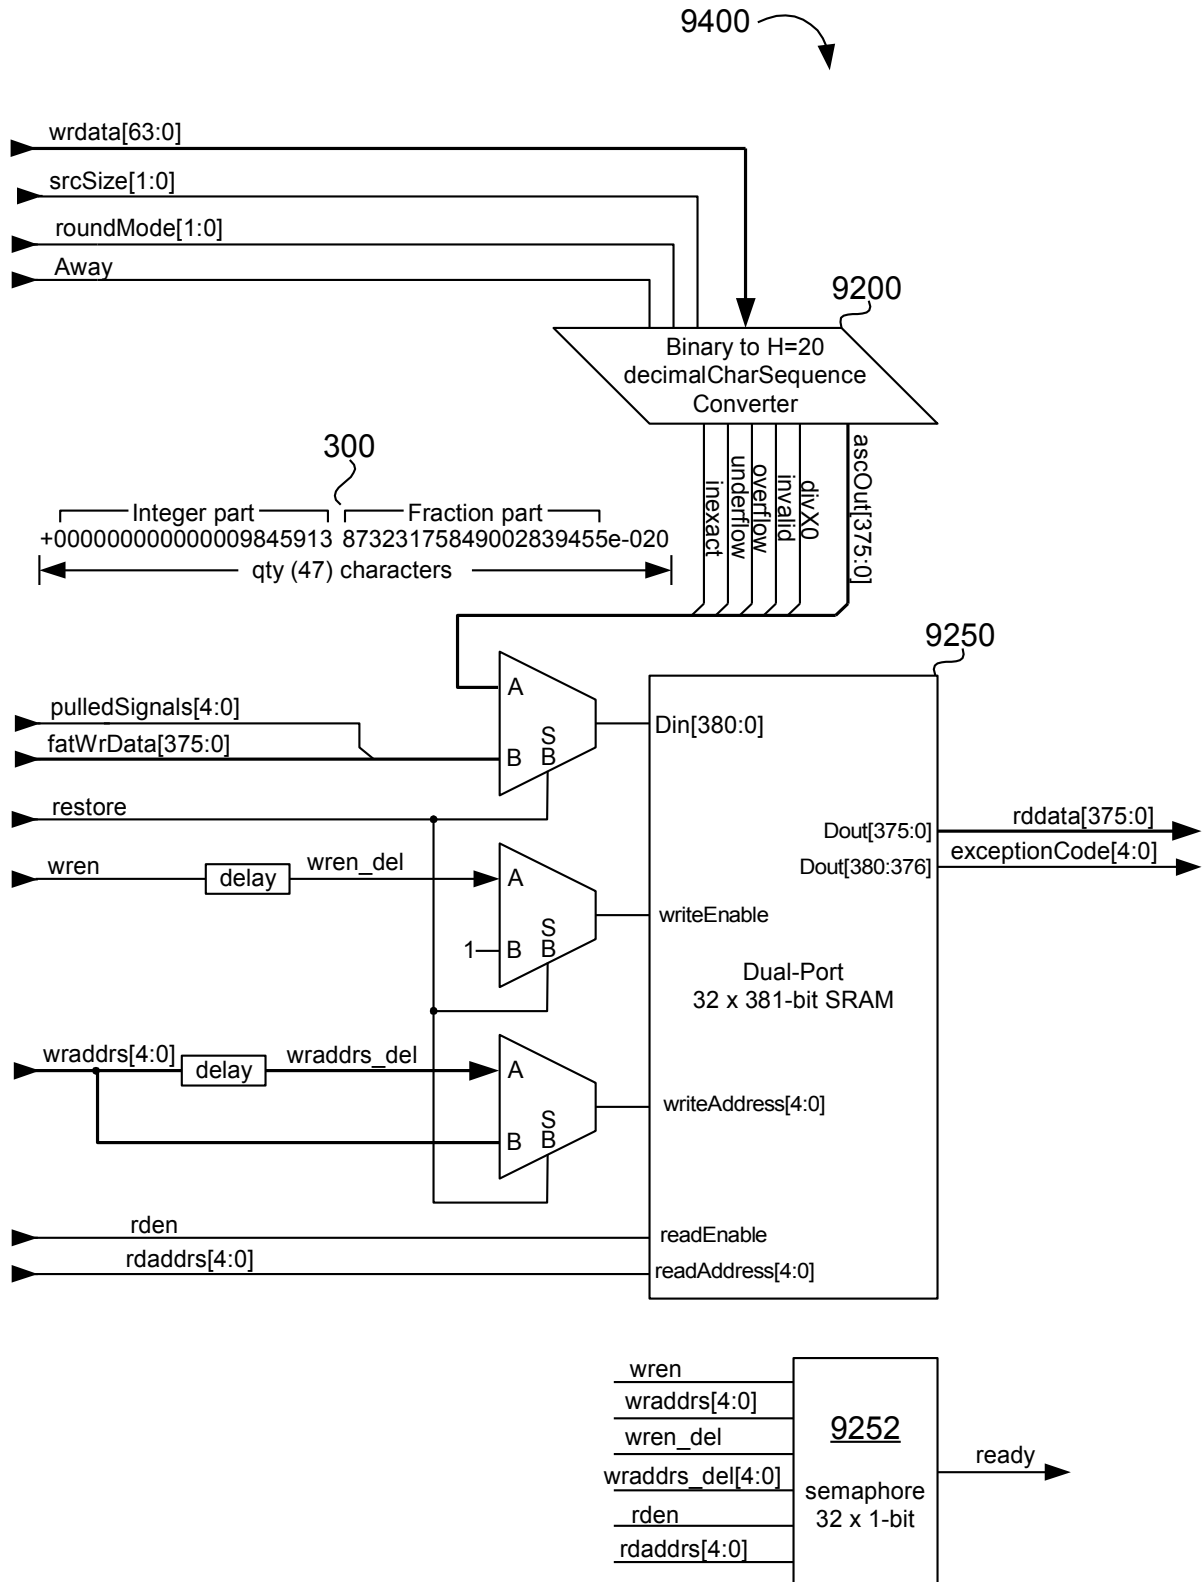 9400
wrdata[63:0]
srcSize[1:0]
roundMode[1:0]
Away
9200
Binary to H=20
decimalCharSequence
Converter
inexact
underflow
overflow
invalid
divX0
ascOut[375:0]
300
Integer part
Fraction part
+00000000000009845913 87323175849002839455e-020
qty (47) characters
9250
pulledSignals[4:0]
fatWrData[375:0]
A
B
S
B
Din[380:0]
restore
Dout[375:0]
rddata[375:0]
Dout[380:376]
exceptionCode[4:0]
wren
delay
wren_del
A
1
B
S
B
writeEnable
Dual-Port
32 x 381-bit SRAM
wraddrs[4:0]
delay
wraddrs_del
A
B
S
B
writeAddress[4:0]
rden
readEnable
rdaddrs[4:0]
readAddress[4:0]
wren
wraddrs[4:0]
wren_del
wraddrs_del[4:0]
rden
rdaddrs[4:0]
9252
semaphore
32 x 1-bit
ready